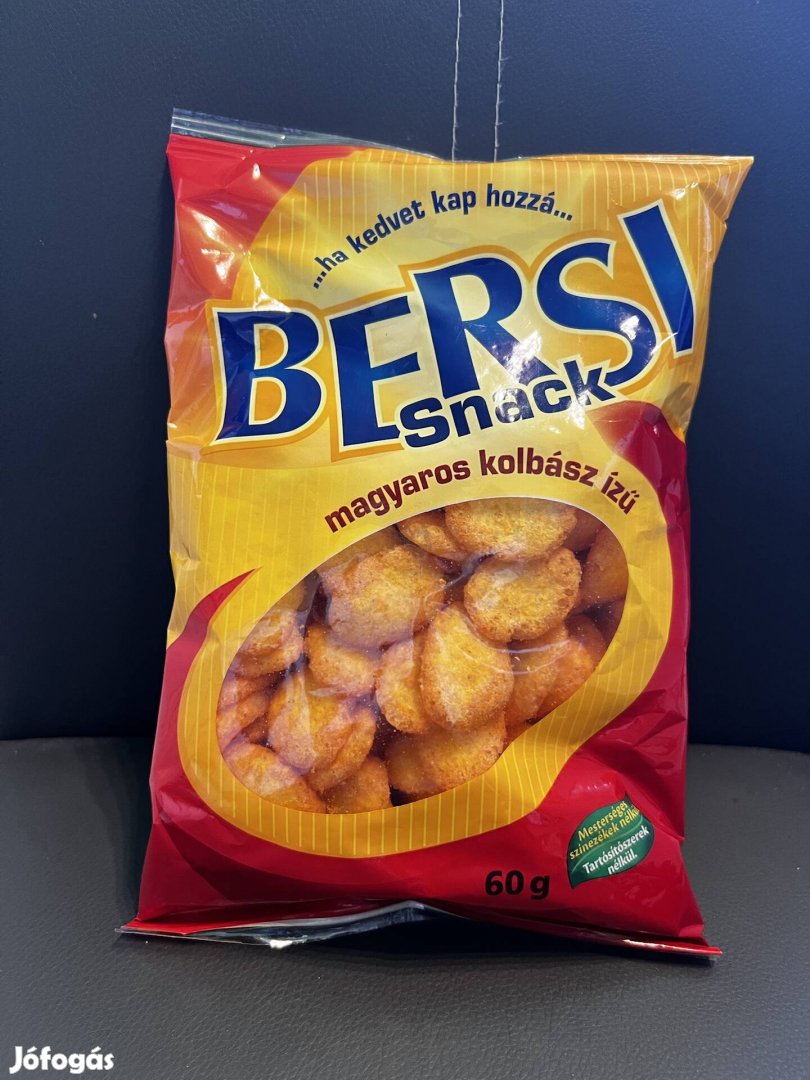 ...ha kedvet kap hozzá...
BERSI
Snack
magyaros kolbász ízű
Mesterséges
színezékek nélkül.
Tartósítószerek
nélkül.
60 g
Jófogás